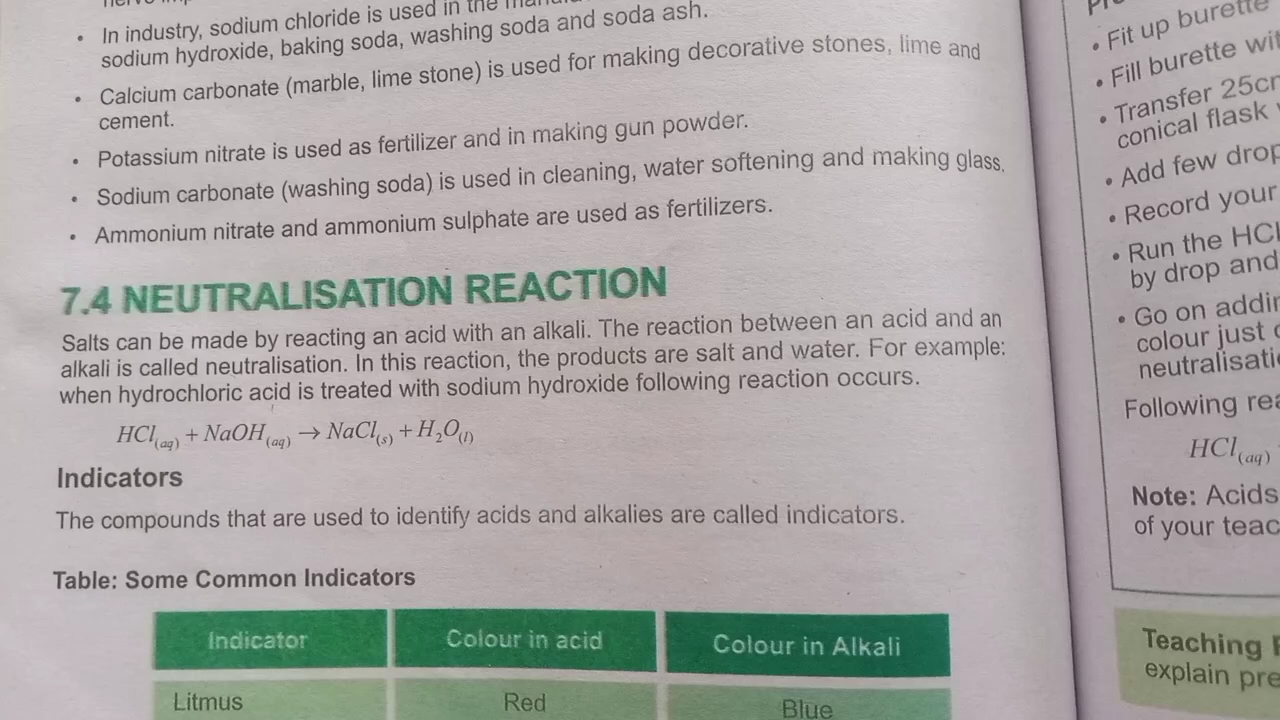 • In industry, sodium chloride is used in the
sodium hydroxide, baking soda, washing soda and soda ash.
• Calcium carbonate (marble, lime stone) is used for making decorative stones, lime and
cement.
• Potassium nitrate is used as fertilizer and in making gun powder.
• Sodium carbonate (washing soda) is used in cleaning, water softening and making glass.
• Ammonium nitrate and ammonium sulphate are used as fertilizers.
7.4 NEUTRALISATION REACTION
Salts can be made by reacting an acid with an alkali. The reaction between an acid and an
alkali is called neutralisation. In this reaction, the products are salt and water. For example:
when hydrochloric acid is treated with sodium hydroxide following reaction occurs.
HCl(aq) + NaOH(aq) → NaCl(s) + H₂O(l)
Indicators
The compounds that are used to identify acids and alkalies are called indicators.
Table: Some Common Indicators
Indicator Colour in acid Colour in Alkali
Litmus Red Blue
• Fit up burette
• Fill burette
• Transfer
conical flask
• Add few
• Record your
• Run the HCl
by drop and
• Go on
colour just
Following
HCl(aq)
Note: Acids
of your
Teaching
explain